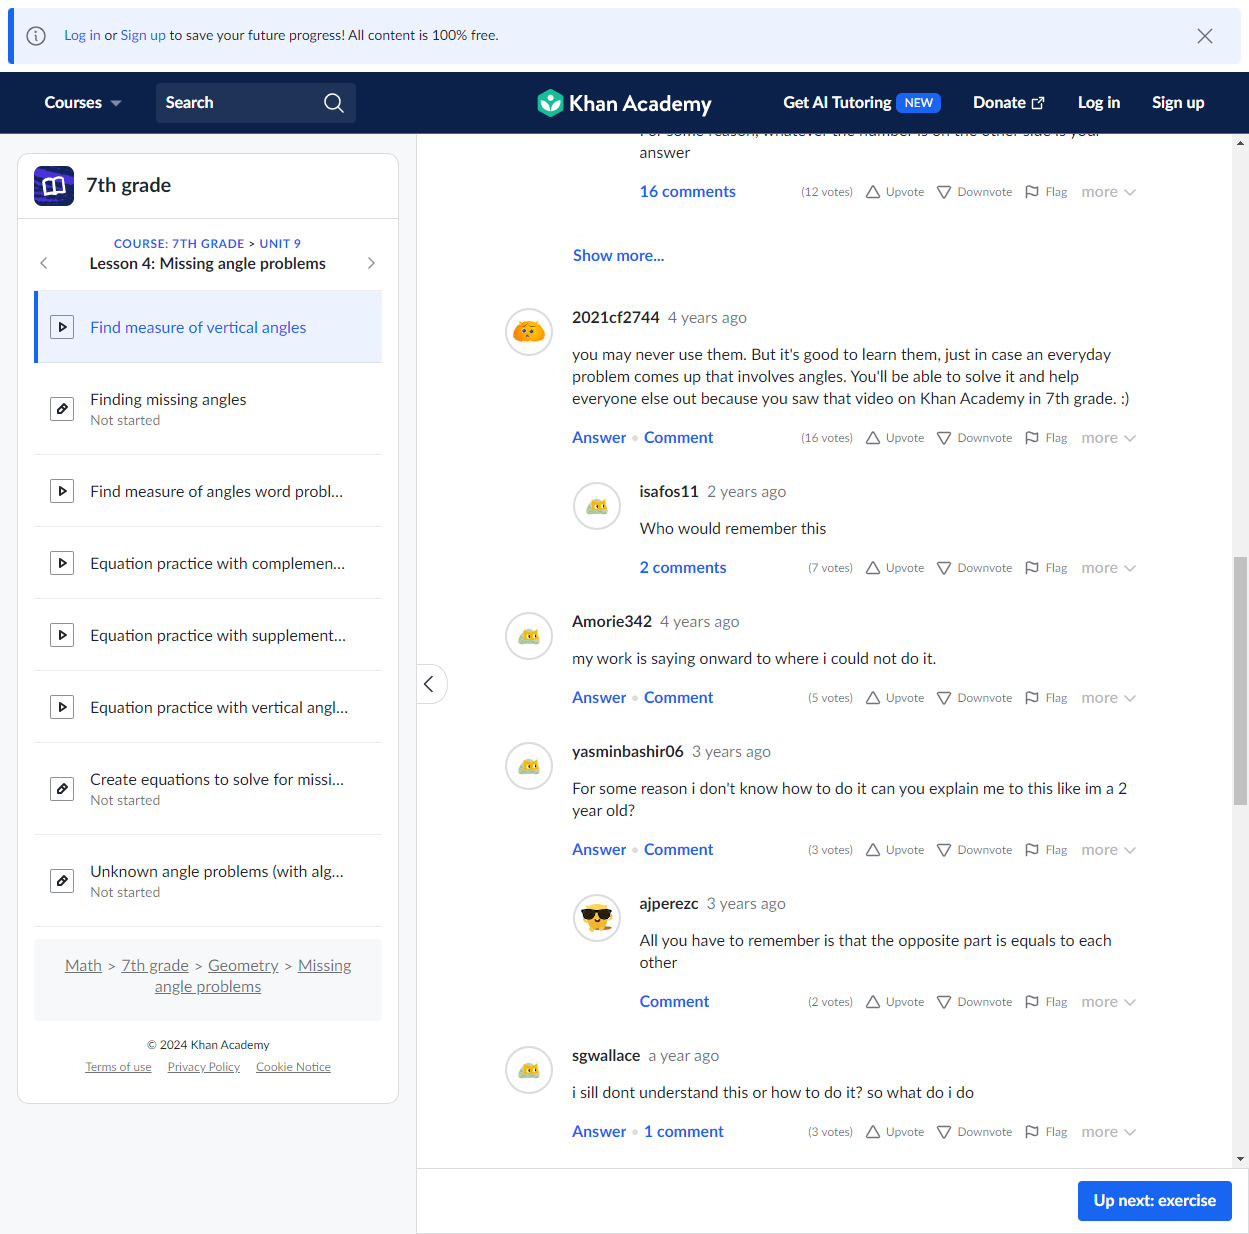 Log in or Sign up to save your future progress! All content is 100% free.
Courses
Search
Khan Academy
Get AI Tutoring NEW
Donate
Log in
Sign up
7th grade
COURSE: 7TH GRADE > UNIT 9
Lesson 4: Missing angle problems
Find measure of vertical angles
Finding missing angles
Not started
Find measure of angles word probl...
Equation practice with complemen...
Equation practice with supplement...
Equation practice with vertical angl...
Create equations to solve for missi...
Not started
Unknown angle problems (with alg...
Not started
Math > 7th grade > Geometry > Missing
angle problems
© 2024 Khan Academy
Terms of use Privacy Policy Cookie Notice
For some reason, whatever the number is on the other side is your
answer
16 comments (12 votes) Upvote Downvote Flag more
Show more...
2021cf2744 4 years ago
you may never use them. But it's good to learn them, just in case an everyday
problem comes up that involves angles. You'll be able to solve it and help
everyone else out because you saw that video on Khan Academy in 7th grade. :)
Answer • Comment (16 votes) Upvote Downvote Flag more
isafos11 2 years ago
Who would remember this
2 comments (7 votes) Upvote Downvote Flag more
Amorie342 4 years ago
my work is saying onward to where i could not do it.
Answer • Comment (5 votes) Upvote Downvote Flag more
yasminbashir06 3 years ago
For some reason i don't know how to do it can you explain me to this like im a 2
year old?
Answer • Comment (3 votes) Upvote Downvote Flag more
ajperezc 3 years ago
All you have to remember is that the opposite part is equals to each
other
Comment (2 votes) Upvote Downvote Flag more
sgwallace a year ago
i sill dont understand this or how to do it? so what do i do
Answer • 1 comment (3 votes) Upvote Downvote Flag more
Up next: exercise